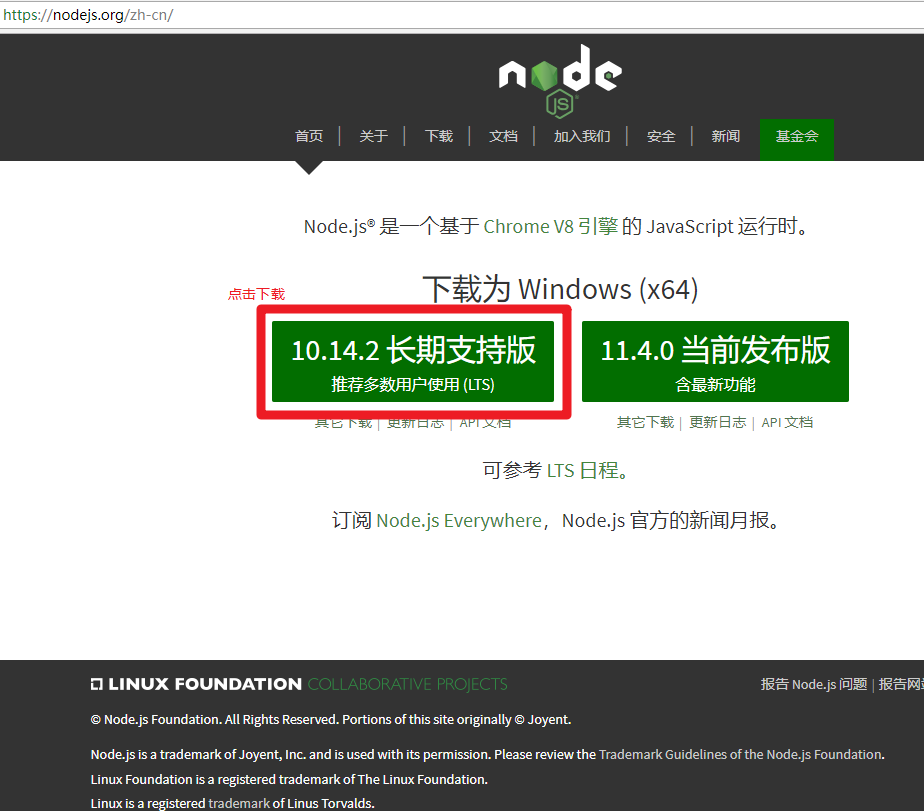 https://nodejs.org/zh-cn/
node
JS
首页 | 关于 | 下载 | 文档 | 加入我们 | 安全 | 新闻 基金会
Node.js® 是一个基于 Chrome V8 引擎 的 JavaScript 运行时。
点击下载
下载为 Windows (x64)
10.14.2 长期支持版
推荐多数用户使用 (LTS)
11.4.0 当前发布版
含最新功能
其它下载 | 更新日志 | API 文档
其它下载 | 更新日志 | API 文档
可参考 LTS 日程。
订阅 Node.js Everywhere，Node.js 官方的新闻月报。
LINUX FOUNDATION COLLABORATIVE PROJECTS
报告 Node.js 问题 | 报告网站
© Node.js Foundation. All Rights Reserved. Portions of this site originally © Joyent.
Node.js is a trademark of Joyent, Inc. and is used with its permission. Please review the Trademark Guidelines of the Node.js Foundation.
Linux Foundation is a registered trademark of The Linux Foundation.
Linux is a registered trademark of Linus Torvalds.